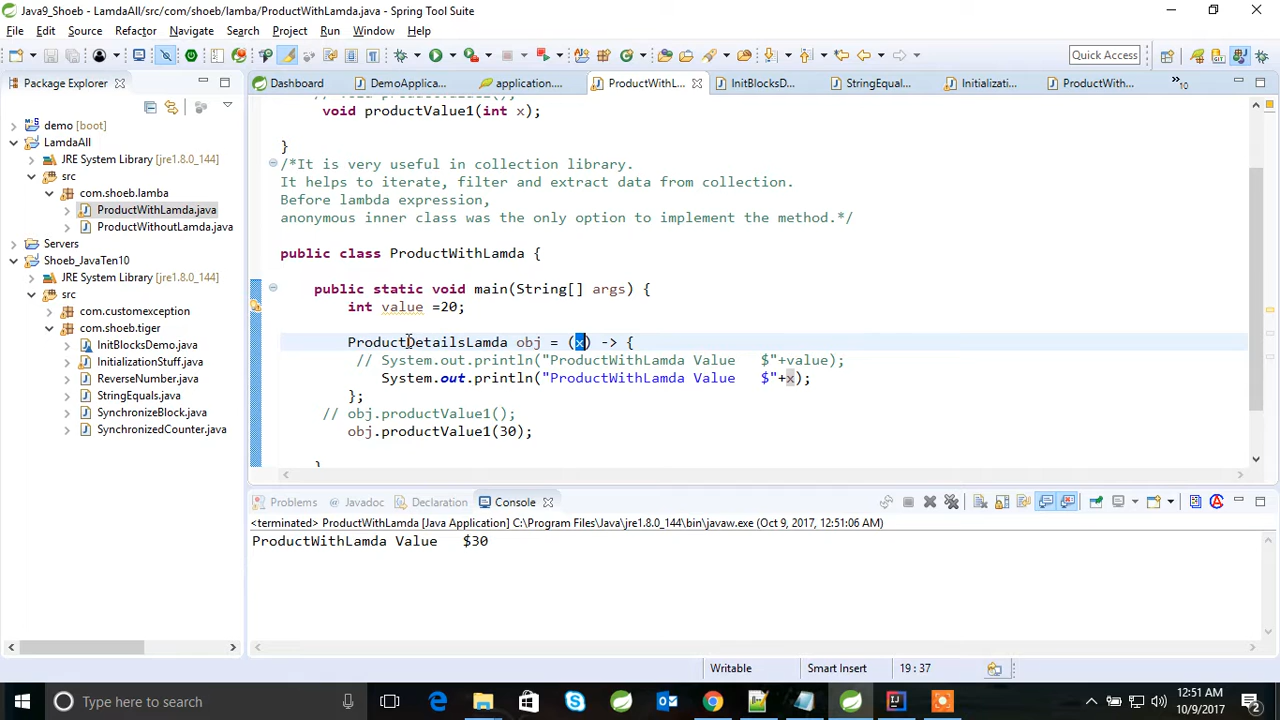 Java9_Shoeb - LamdaAll/src/com/shoeb/lamba/ProductWithLamda.java - Spring Tool Suite
File Edit Source Refactor Navigate Search Project Run Window Help
Quick Access
Package Explorer
Dashboard DemoApplica... application.... ProductWithL... InitBlocksD... StringEqual... Initializati... ProductWith... 10
demo [boot]
LamdaAll
JRE System Library [jre1.8.0_144]
src
com.shoeb.lamba
ProductWithLamda.java
ProductWithoutLamda.java
Servers
Shoeb_JavaTen10
JRE System Library [jre1.8.0_144]
src
com.customexception
com.shoeb.tiger
InitBlocksDemo.java
InitializationStuff.java
ReverseNumber.java
StringEquals.java
SynchronizeBlock.java
SynchronizedCounter.java
void productValue1(int x);
}
/*It is very useful in collection library.
It helps to iterate, filter and extract data from collection.
Before lambda expression,
anonymous inner class was the only option to implement the method.*/
public class ProductWithLamda {
public static void main(String[] args) {
int value =20;
ProductDetailsLamda obj = (x) -> {
// System.out.println("ProductWithLamda Value   $"+value);
System.out.println("ProductWithLamda Value   $"+x);
};
// obj.productValue1();
obj.productValue1(30);
}
Problems Javadoc Declaration Console
<terminated> ProductWithLamda [Java Application] C:\Program Files\Java\jre1.8.0_144\bin\javaw.exe (Oct 9, 2017, 12:51:06 AM)
ProductWithLamda Value   $30
Writable Smart Insert 19 : 37
Type here to search
12:51 AM
10/9/2017